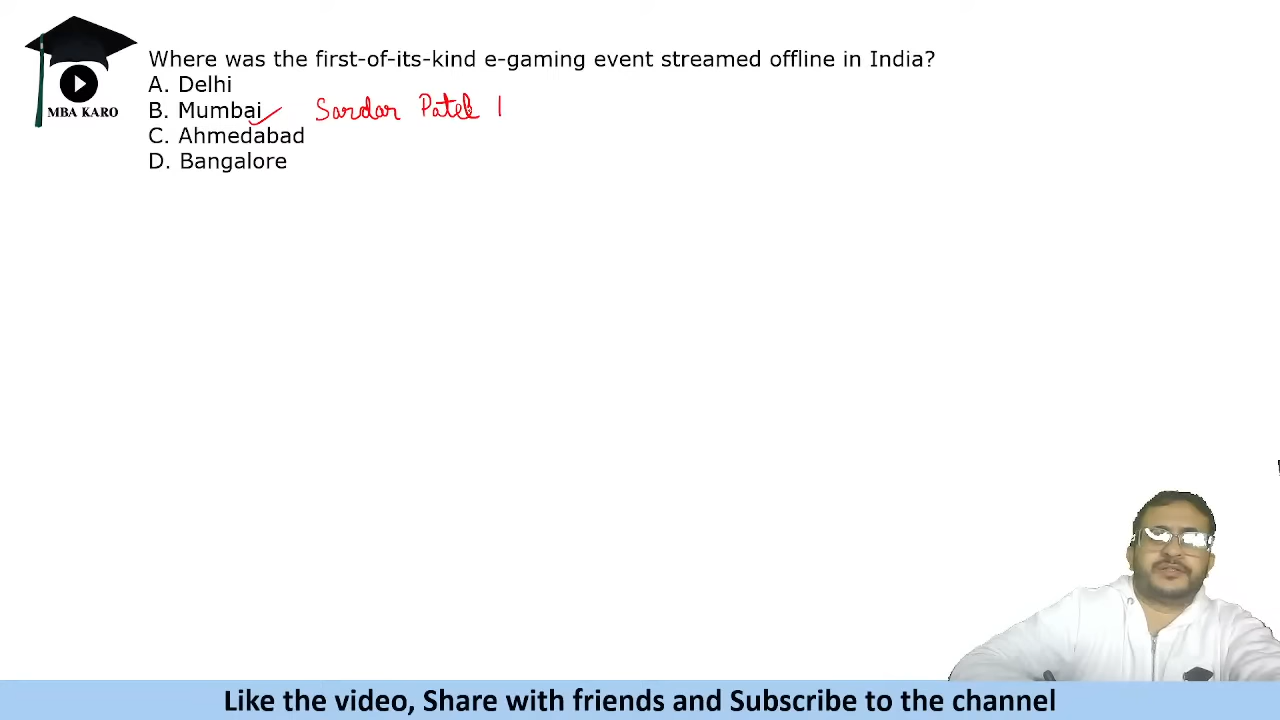 MBA KARO
Where was the first-of-its-kind e-gaming event streamed offline in India?
A. Delhi
B. Mumbai Sardar Patel
C. Ahmedabad
D. Bangalore
Like the video, Share with friends and Subscribe to the channel